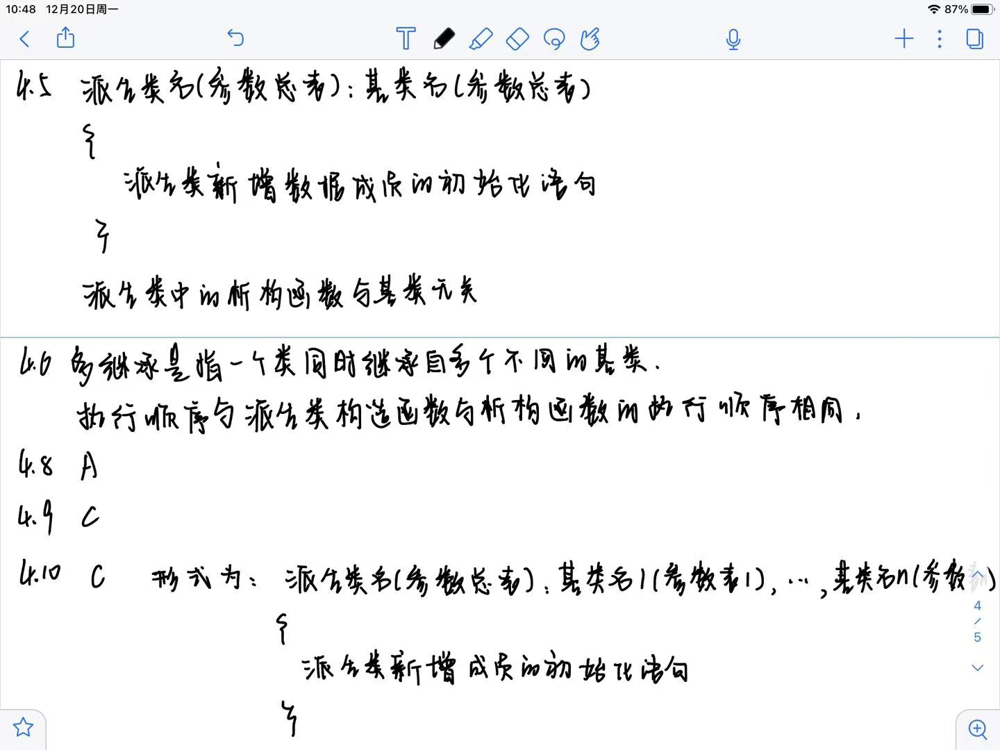 10:48 12月20日周一
87%
4.5 派生类名(参数总表):基类名(参数总表)
{
派生类新增数据成员的初始化语句
}
派生类中的析构函数与基类无关
4.6 多继承是指一个类同时继承自多个不同的基类.
执行顺序与派生类构造函数与析构函数的执行顺序相同.
4.8 A
4.9 C
4.10 C 形式为: 派生类名(参数总表):基类名1(参数表1),…,基类名n(参数)
{
派生类新增成员的初始化语句
}
4
/
5